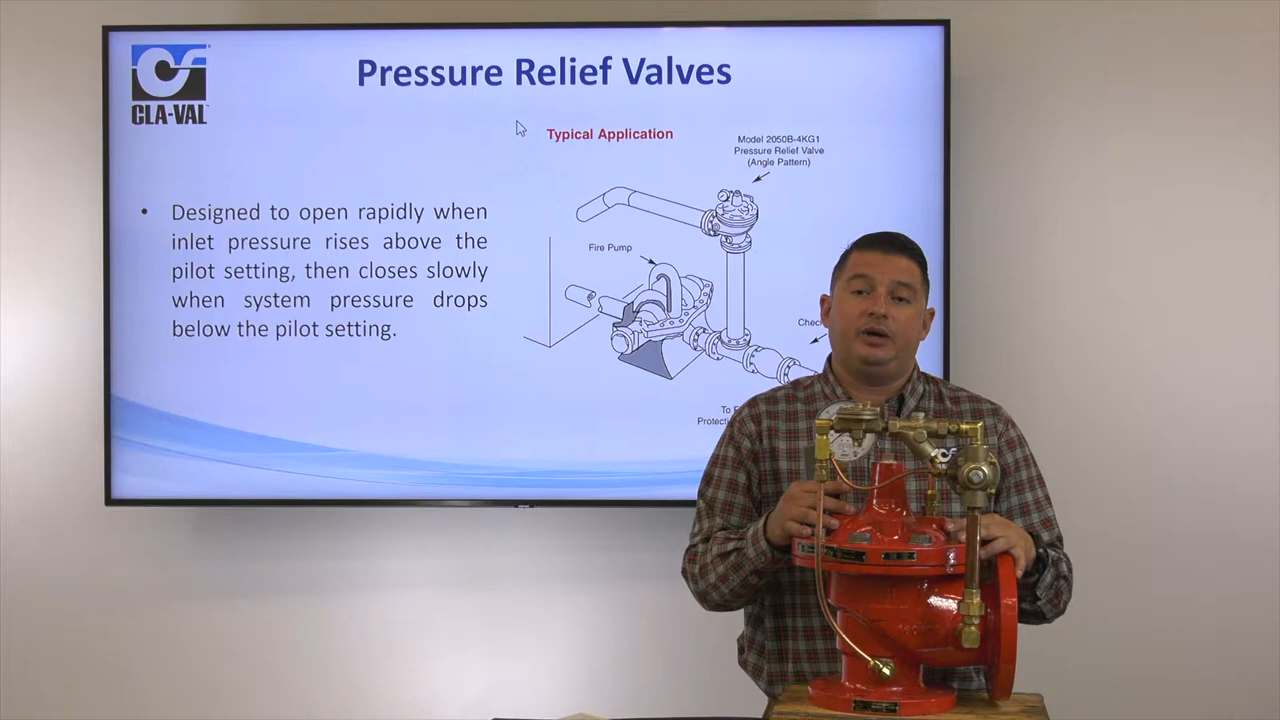 CLA-VAL
Pressure Relief Valves
Typical Application
Model 2050B-4KG1
Pressure Relief Valve
(Angle Pattern)
• Designed to open rapidly when
inlet pressure rises above the
pilot setting, then closes slowly
when system pressure drops
below the pilot setting.
Fire Pump